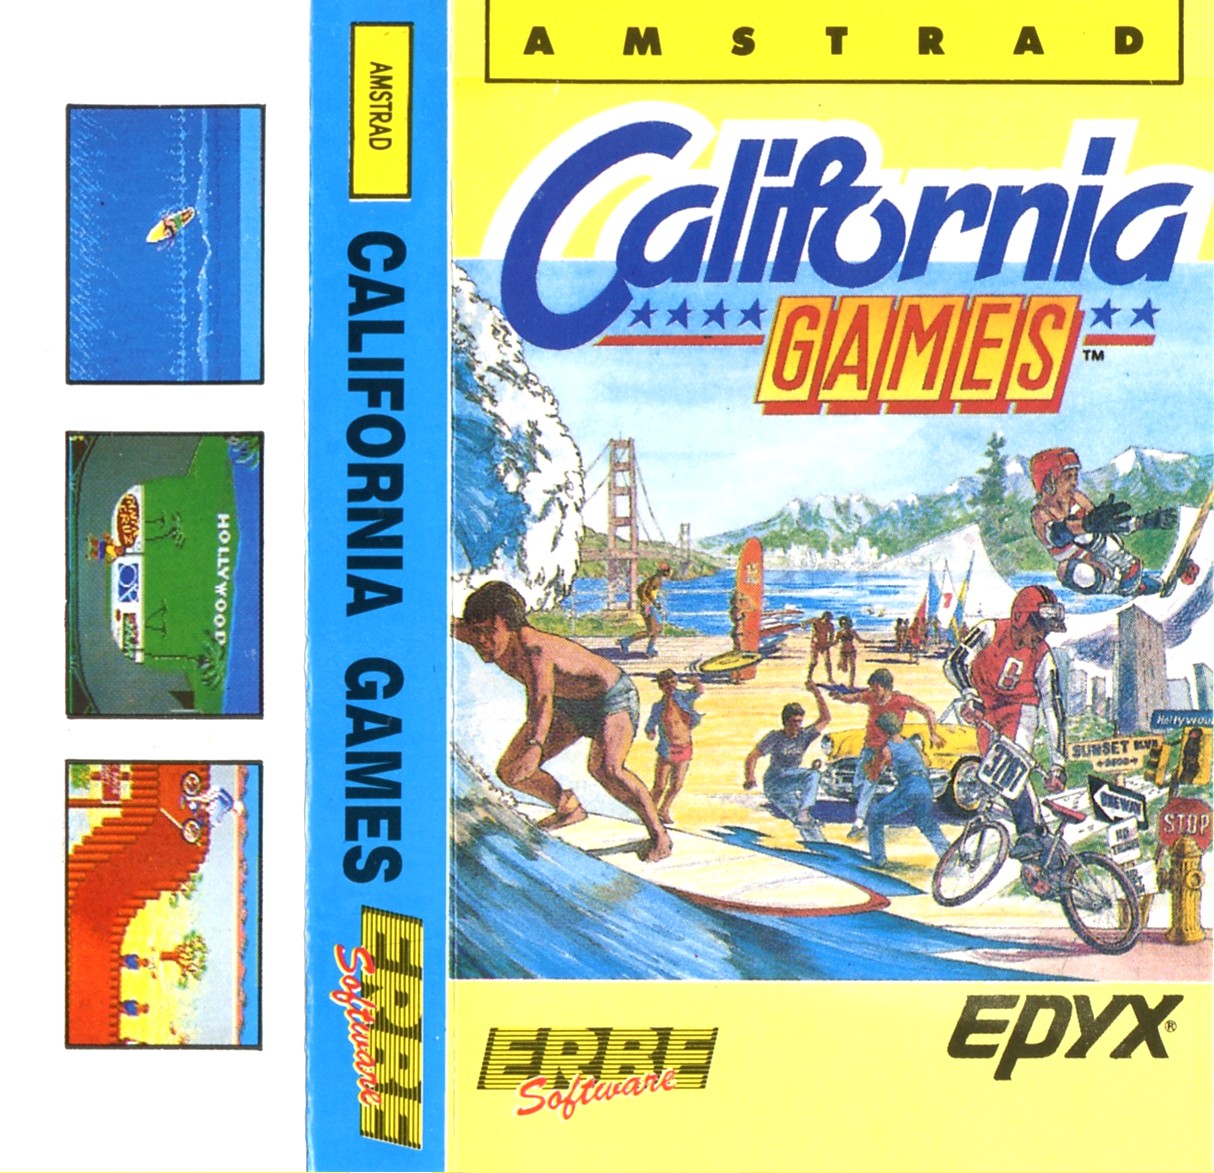 HOLLYWOOD
AMSTRAD
CALIFORNIA GAMES
ERBE
Software
AMSTRAD
California
GAMES
TM
Hollywood
SUNSET BLVD
ONE WAY
STOP
C
ERBE
Software
EPYX®